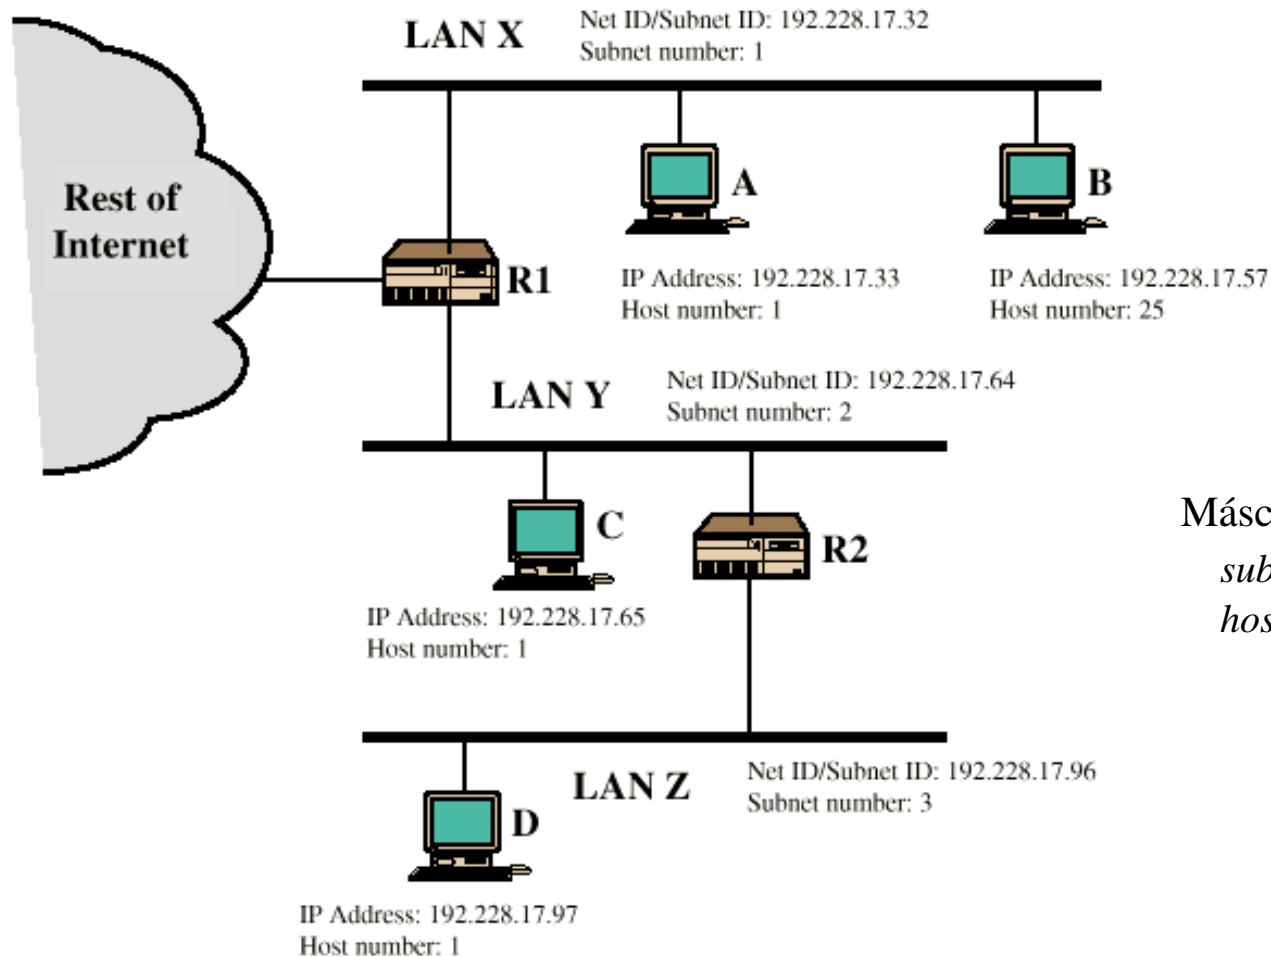 LAN X
Net ID/Subnet ID: 192.228.17.32
Subnet number: 1
Rest of
Internet
A
B
R1
IP Address: 192.228.17.33
Host number: 1
IP Address: 192.228.17.57
Host number: 25
LAN Y
Net ID/Subnet ID: 192.228.17.64
Subnet number: 2
C
R2
IP Address: 192.228.17.65
Host number: 1
Másc
sub
hos
LAN Z
Net ID/Subnet ID: 192.228.17.96
Subnet number: 3
D
IP Address: 192.228.17.97
Host number: 1